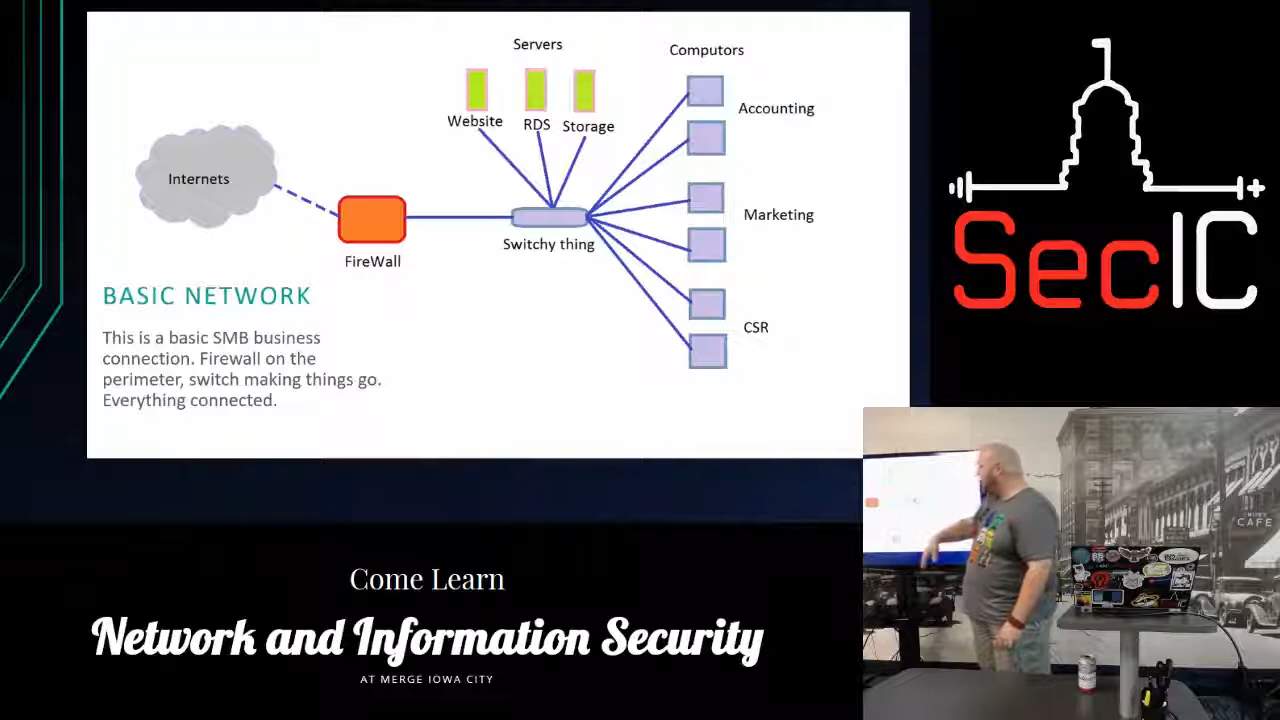 Servers
Computors
Website
RDS
Storage
Accounting
Internets
Marketing
Switchy thing
FireWall
CSR
BASIC NETWORK
This is a basic SMB business
connection. Firewall on the
perimeter, switch making things go.
Everything connected.
SecIC
Come Learn
Network and Information Security
AT MERGE IOWA CITY
CAFE